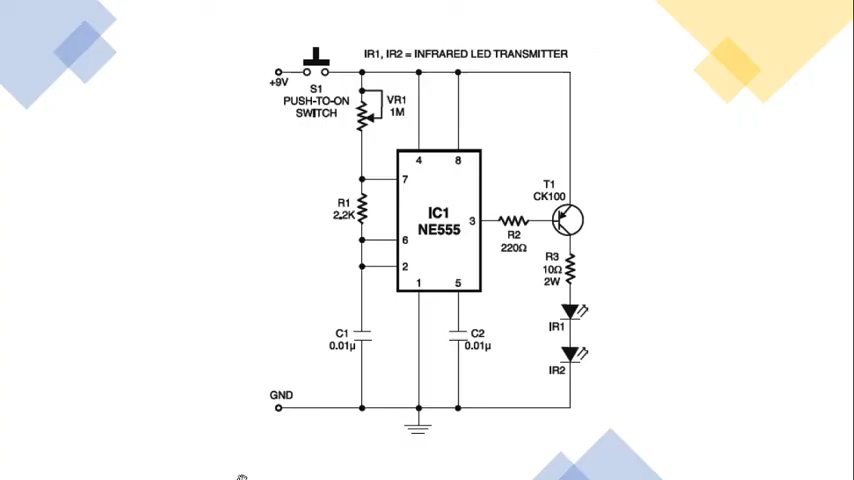 IR1, IR2 = INFRARED LED TRANSMITTER
+9V
S1
PUSH-TO-ON
SWITCH
VR1
1M
4
8
7
R1
2.2K
IC1
NE555
3
6
2
1
5
R2
220Ω
T1
CK100
R3
10Ω
2W
IR1
IR2
C1
0.01µ
C2
0.01µ
GND